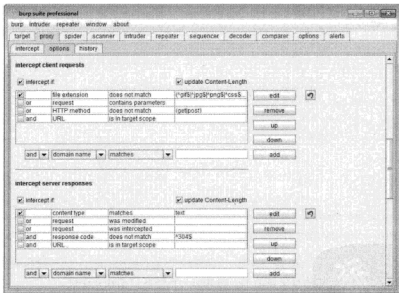 burp suite professional
burp intruder repeater window about
target proxy spider scanner intruder repeater sequencer decoder comparer options alerts
intercept options history
intercept client requests
intercept if update Content-Length
file extension does not match (^gif$|^jpg$|^png$|^css$... edit
or request contains parameters
or HTTP method does not match (get|post) remove
and URL is in target scope
up
down
and domain name matches add
intercept server responses
intercept if update Content-Length
content type matches text edit
or request was modified
or request was intercepted remove
and response code does not match ^304$
and URL is in target scope up
down
and domain name matches add